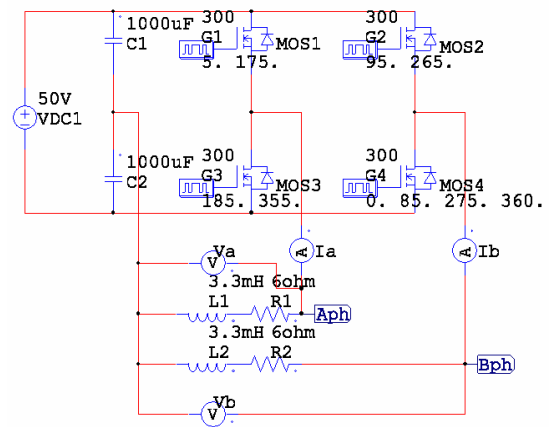 1000uF
C1
300
G1
MOS1
5. 175.
300
G2
MOS2
95. 265.
50V
VDC1
1000uF
C2
300
G3
MOS3
185. 355.
300
G4
MOS4
0. 85. 275. 360.
Va
V
A
Ia
A
Ib
3.3mH 6ohm
L1
R1
Aph
3.3mH 6ohm
L2
R2
Bph
Vb
V